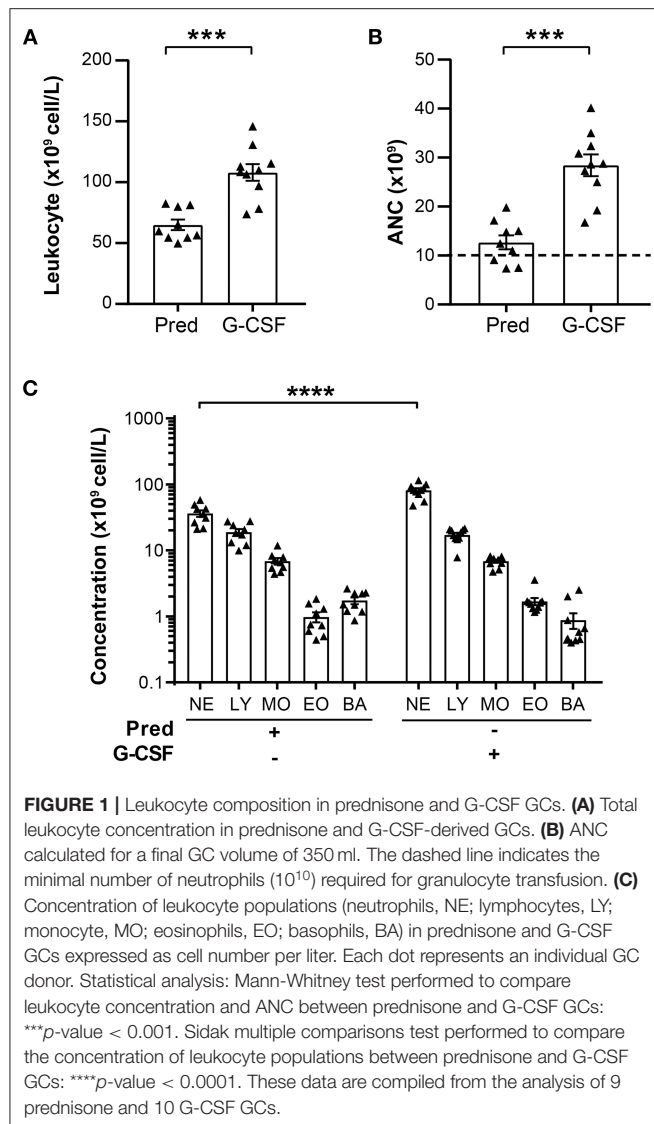 A
***
Leukocyte (x10⁹ cell/L)
200
150
100
50
0
Pred G-CSF
B
***
ANC (x10⁹)
50
40
30
20
10
0
Pred G-CSF
C
****
Concentration (x10⁹ cell/L)
1000
100
10
1
0.1
NE LY MO EO BA NE LY MO EO BA
Pred + -
G-CSF - +
FIGURE 1 | Leukocyte composition in prednisone and G-CSF GCs. (A) Total
leukocyte concentration in prednisone and G-CSF-derived GCs. (B) ANC
calculated for a final GC volume of 350 ml. The dashed line indicates the
minimal number of neutrophils (10¹⁰) required for granulocyte transfusion. (C)
Concentration of leukocyte populations (neutrophils, NE; lymphocytes, LY;
monocyte, MO; eosinophils, EO; basophils, BA) in prednisone and G-CSF
GCs expressed as cell number per liter. Each dot represents an individual GC
donor. Statistical analysis: Mann-Whitney test performed to compare
leukocyte concentration and ANC between prednisone and G-CSF GCs:
***p-value < 0.001. Sidak multiple comparisons test performed to compare
the concentration of leukocyte populations between prednisone and G-CSF
GCs: ****p-value < 0.0001. These data are compiled from the analysis of 9
prednisone and 10 G-CSF GCs.